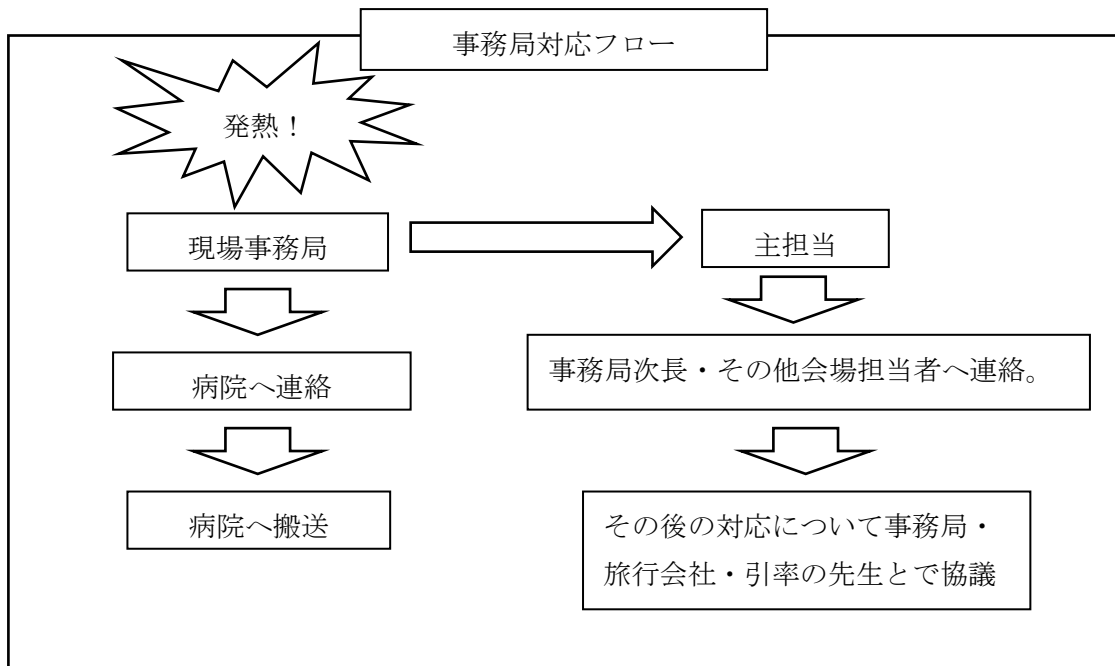 事務局対応フロー
発熱！
現場事務局
主担当
病院へ連絡
事務局次長・その他会場担当者へ連絡。
病院へ搬送
その後の対応について事務局・
旅行会社・引率の先生とで協議